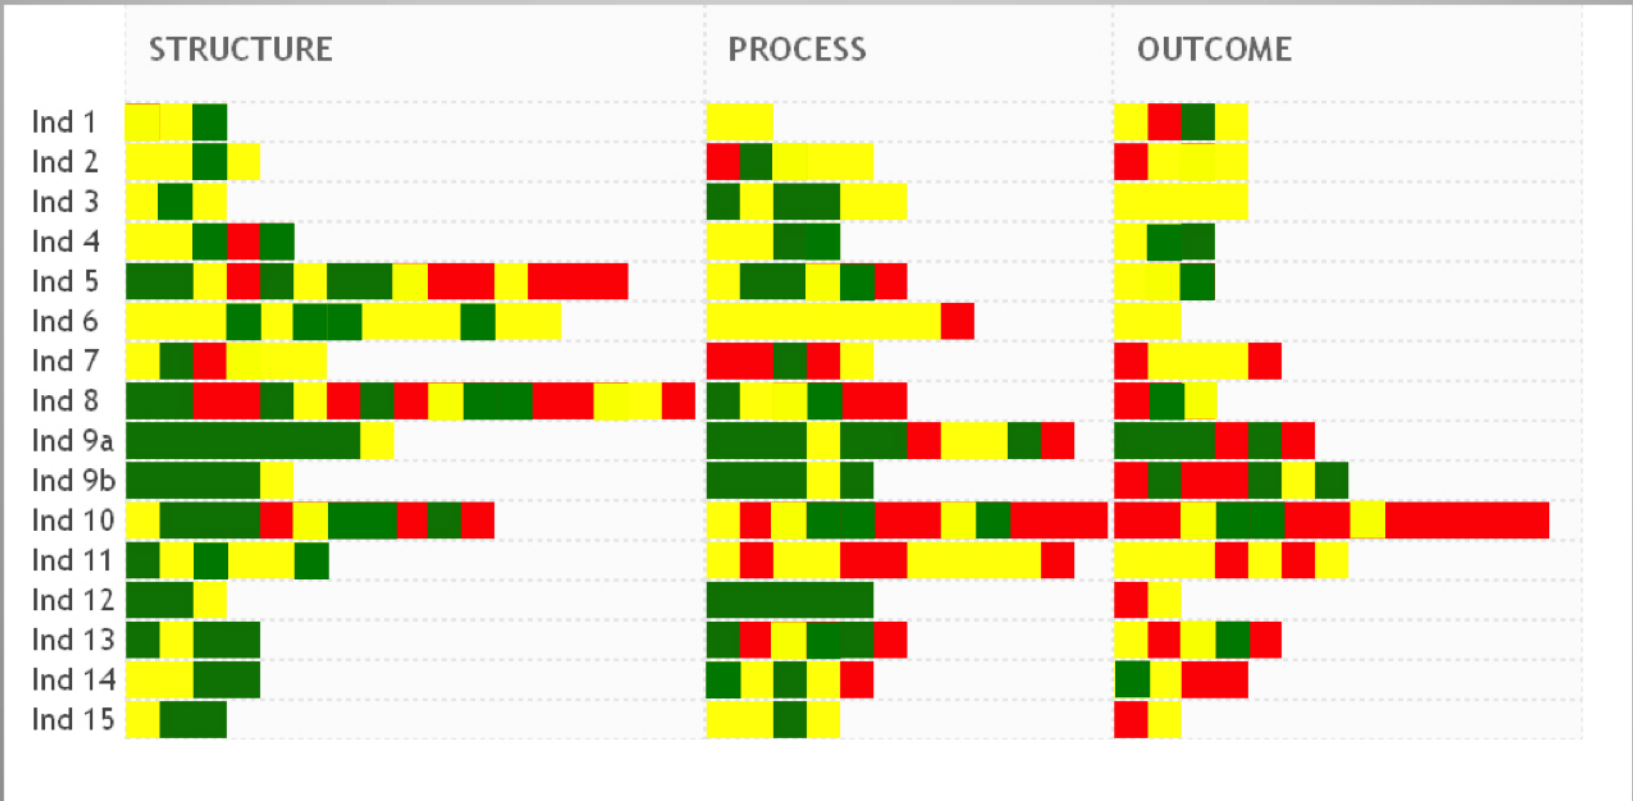 STRUCTURE PROCESS OUTCOME
Ind 1
Ind 2
Ind 3
Ind 4
Ind 5
Ind 6
Ind 7
Ind 8
Ind 9a
Ind 9b
Ind 10
Ind 11
Ind 12
Ind 13
Ind 14
Ind 15